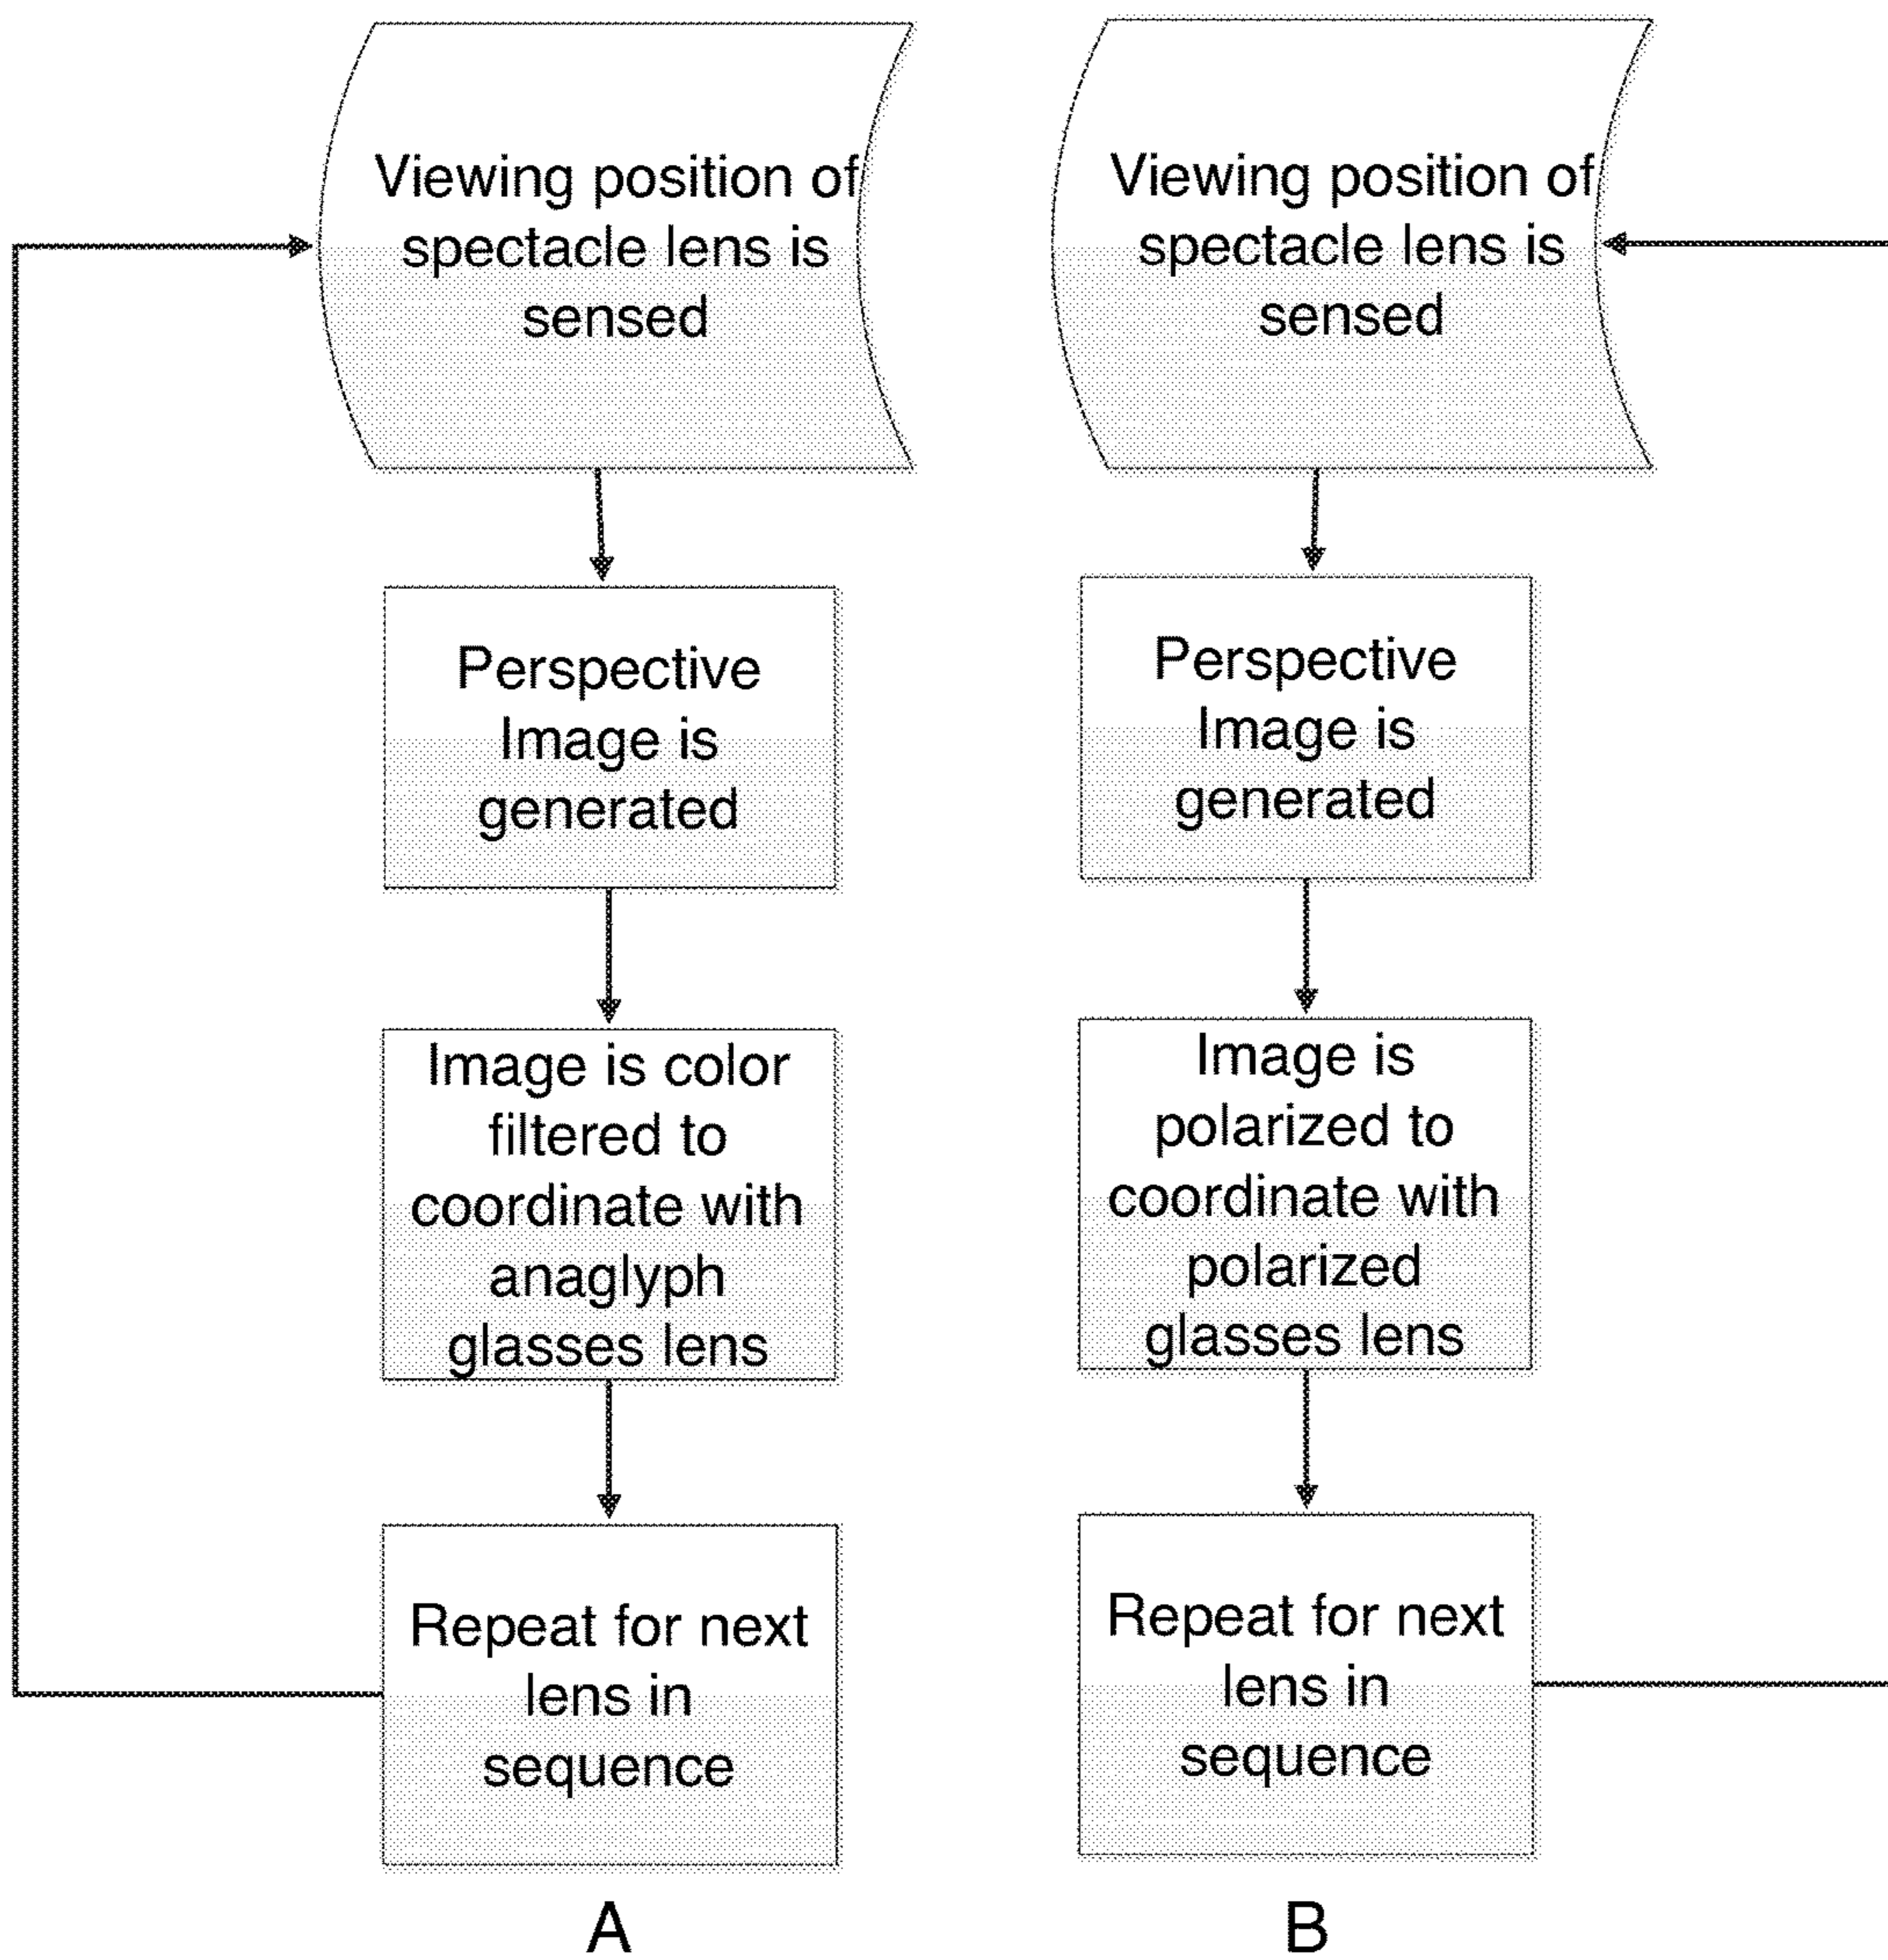 Viewing position of
spectacle lens is
sensed
Perspective
Image is
generated
Image is color
filtered to
coordinate with
anaglyph
glasses lens
Repeat for next
lens in
sequence
A
Viewing position of
spectacle lens is
sensed
Perspective
Image is
generated
Image is
polarized to
coordinate with
polarized
glasses lens
Repeat for next
lens in
sequence
B